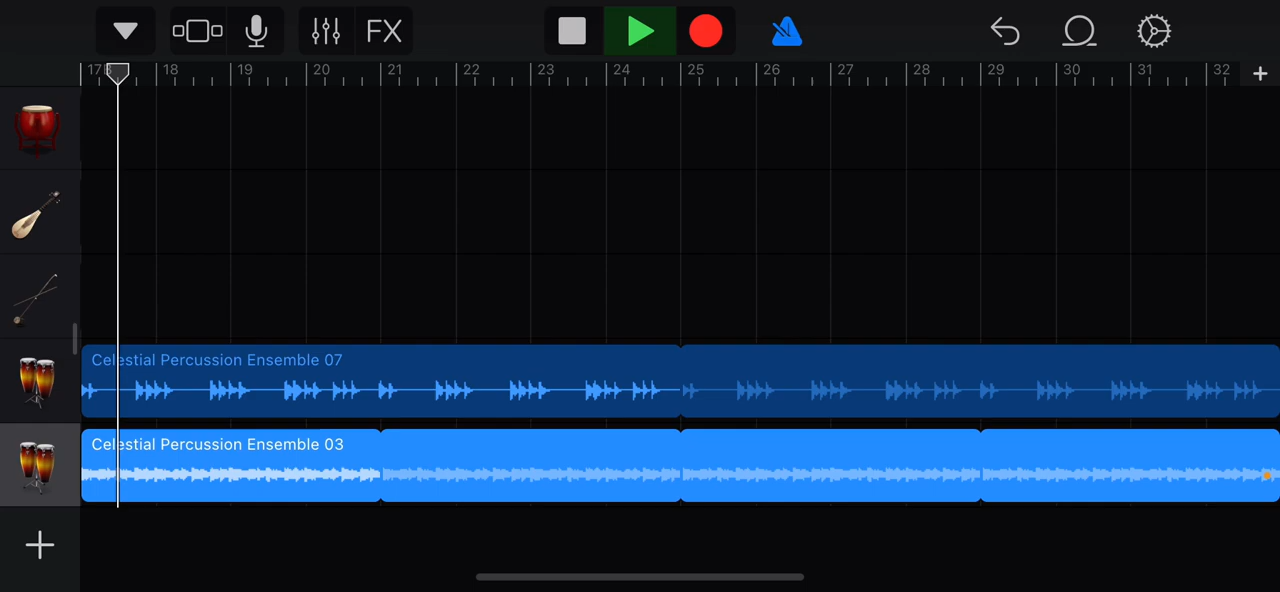 FX
17B 18 19 20 21 22 23 24 25 26 27 28 29 30 31 32
Celestial Percussion Ensemble 07
Celestial Percussion Ensemble 03